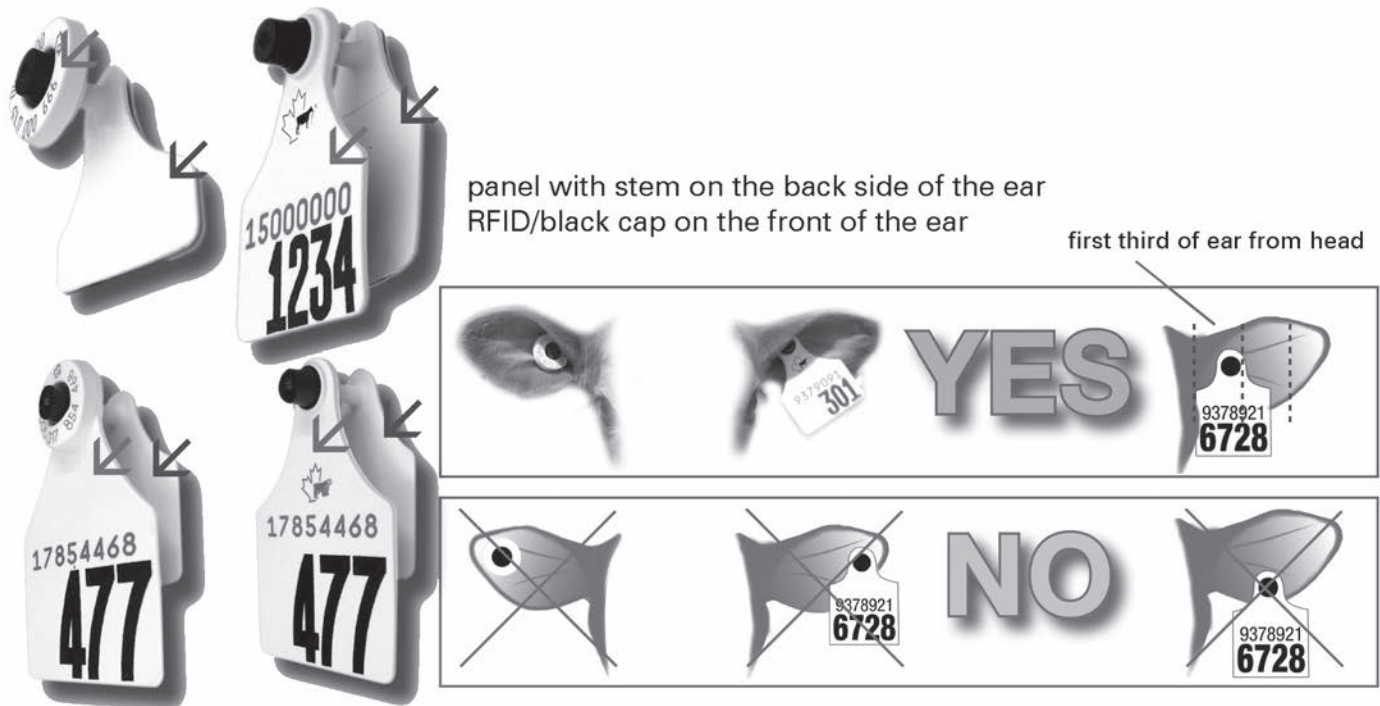 15000000
1234
panel with stem on the back side of the ear
RFID/black cap on the front of the ear
first third of ear from head
9379091
301
YES
9378921
6728
17854468
477
17854468
477
9378921
6728
NO
9378921
6728